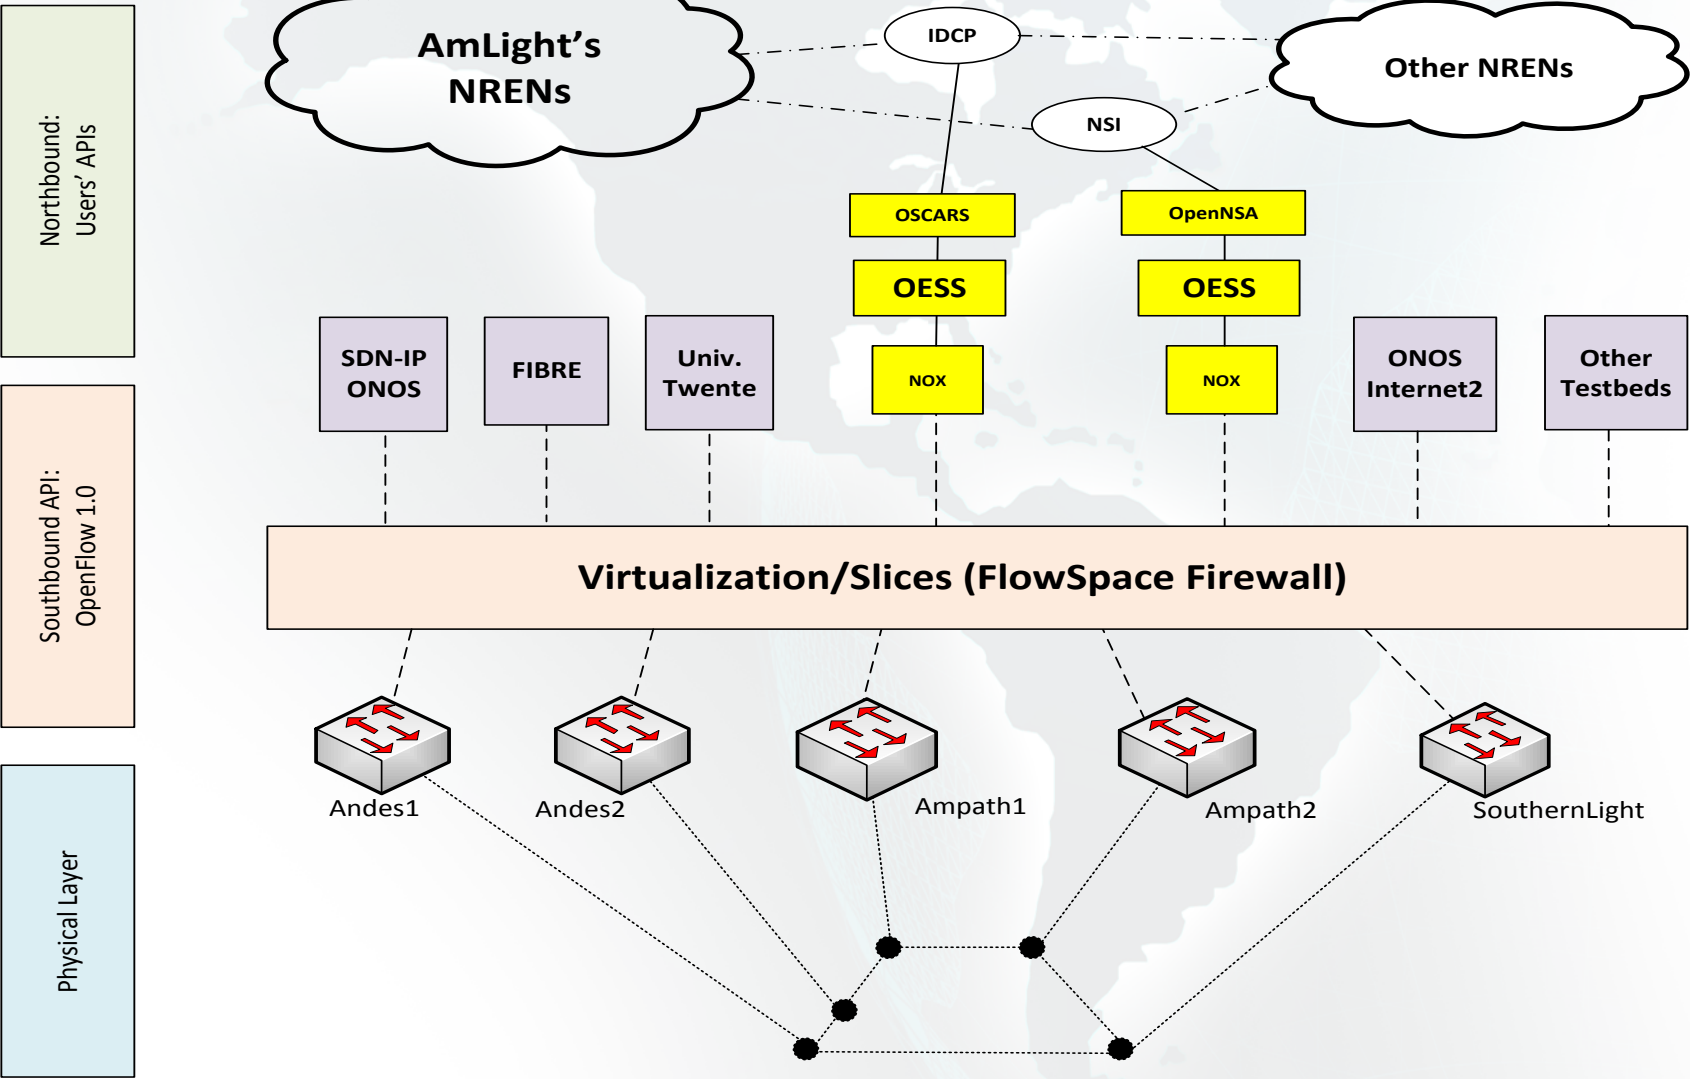 AmLight's
NRENs
IDCP
Other NRENs
NSI
Northbound:
Users' APIs
OSCARS
OpenNSA
OESS
OESS
SDN-IP
ONOS
FIBRE
Univ.
Twente
NOX
NOX
ONOS
Internet2
Other
Testbeds
Southbound API:
OpenFlow 1.0
Virtualization/Slices (FlowSpace Firewall)
Andes1
Andes2
Ampath1
Ampath2
SouthernLight
Physical Layer